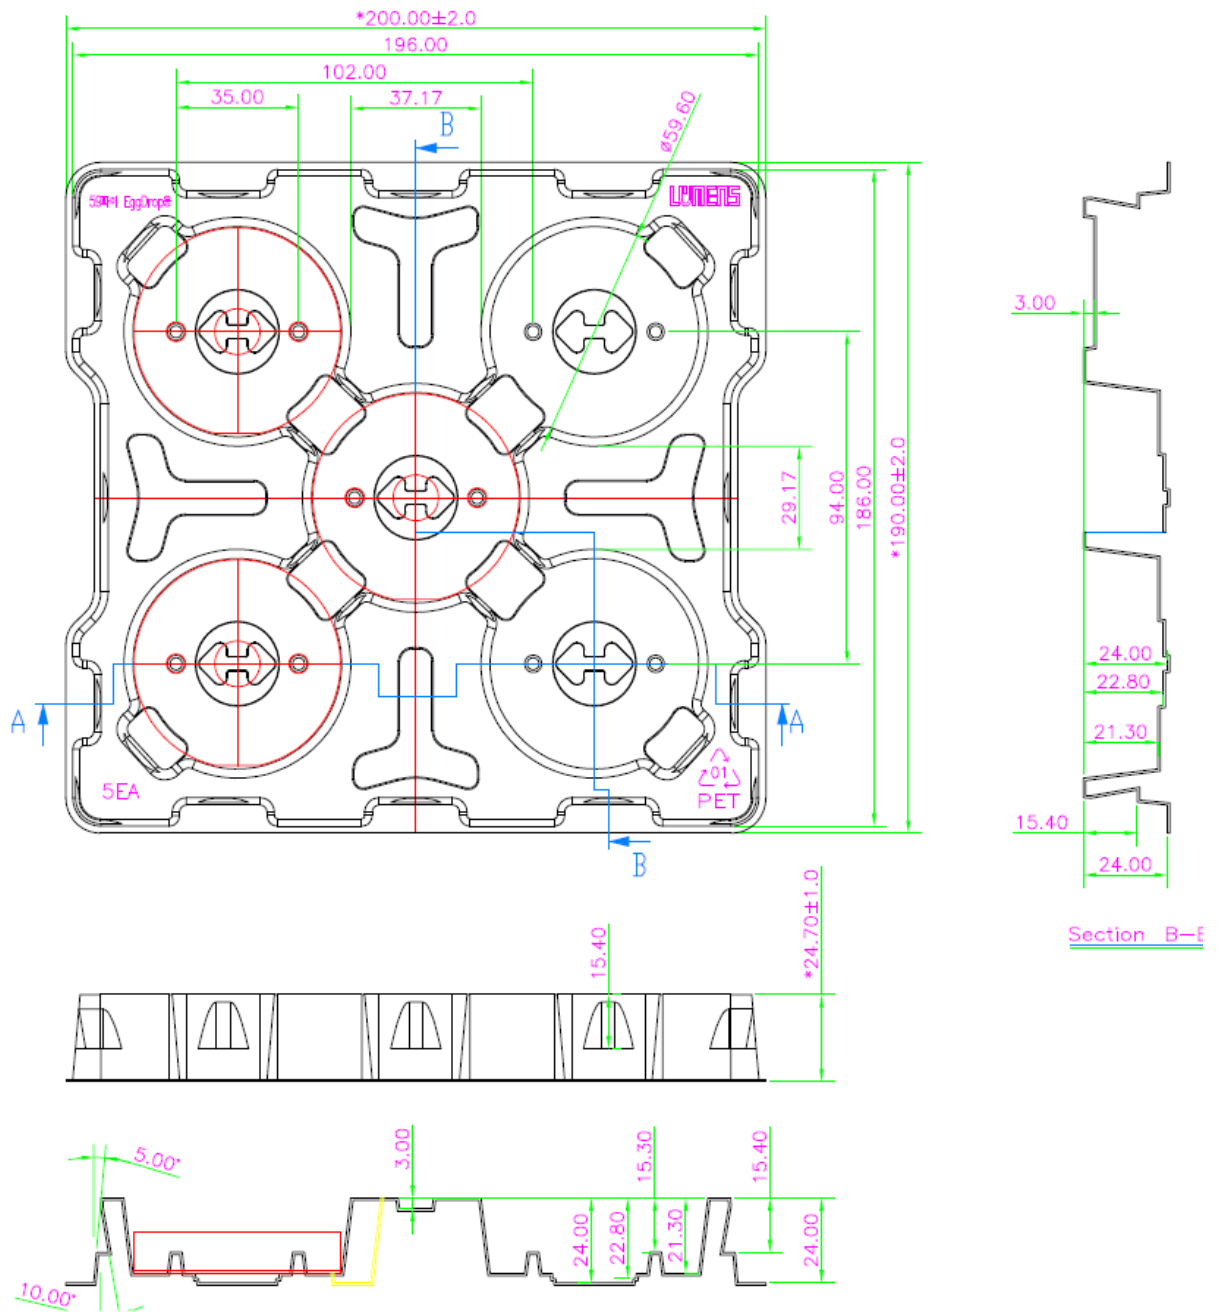 *200.00±2.0
196.00
102.00
35.00
37.17
ø59.60
B
59파이 EggDrop용
LUMENS
3.00
29.17
94.00
186.00
*190.00±2.0
24.00
22.80
21.30
A
A
5EA
01
PET
15.40
24.00
B
Section B-B
15.40
*24.70±1.0
5.00°
3.00
15.30
15.40
24.00
22.80
21.30
24.00
10.00°